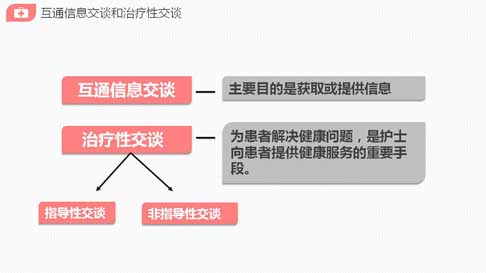 互通信息交谈和治疗性交谈
互通信息交谈
主要目的是获取或提供信息
治疗性交谈
为患者解决健康问题，是护士
向患者提供健康服务的重要手
段。
指导性交谈
非指导性交谈